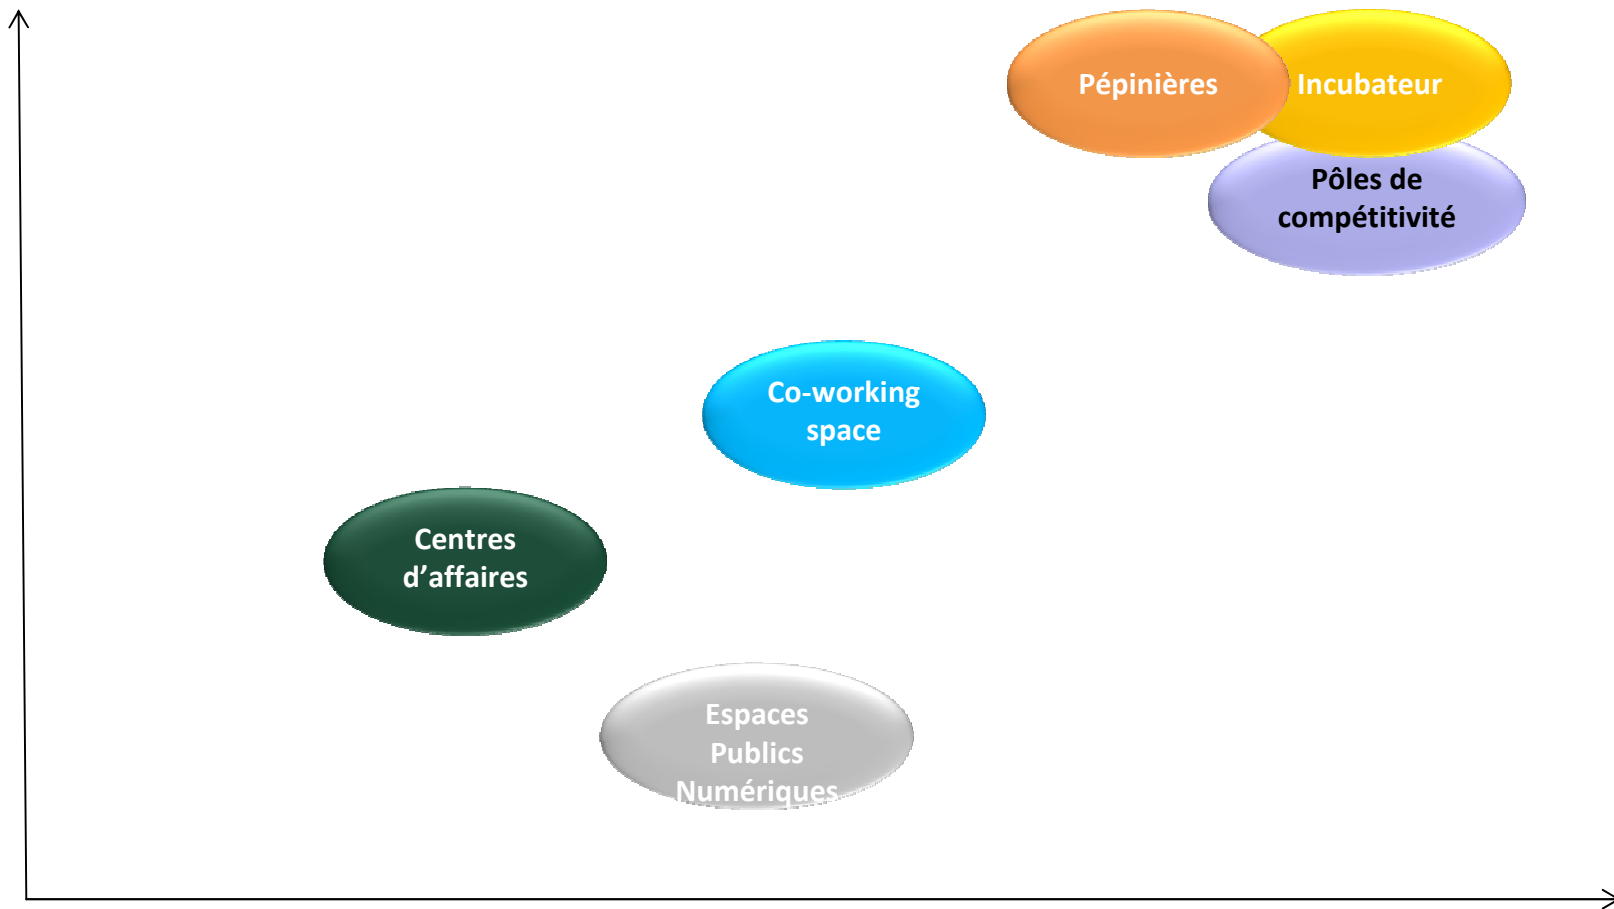 Pépinières
Incubateur
Pôles de
compétitivité
Co-working
space
Centres
d’affaires
Espaces
Publics
Numériques